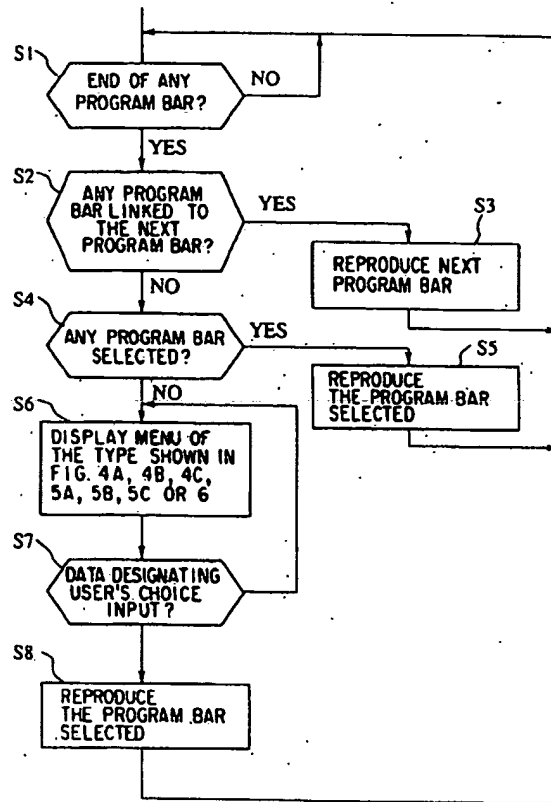 S1
END OF ANY
PROGRAM BAR?
NO
YES
S2
ANY PROGRAM
BAR LINKED TO
THE NEXT
PROGRAM BAR?
YES
S3
REPRODUCE NEXT
PROGRAM BAR
NO
S4
ANY PROGRAM BAR
SELECTED?
YES
S5
REPRODUCE
THE PROGRAM BAR
SELECTED
NO
S6
DISPLAY MENU OF
THE TYPE SHOWN IN
FIG. 4A, 4B, 4C,
5A, 5B, 5C OR 6
S7
DATA DESIGNATING
USER'S CHOICE
INPUT?
S8
REPRODUCE
THE PROGRAM BAR
SELECTED